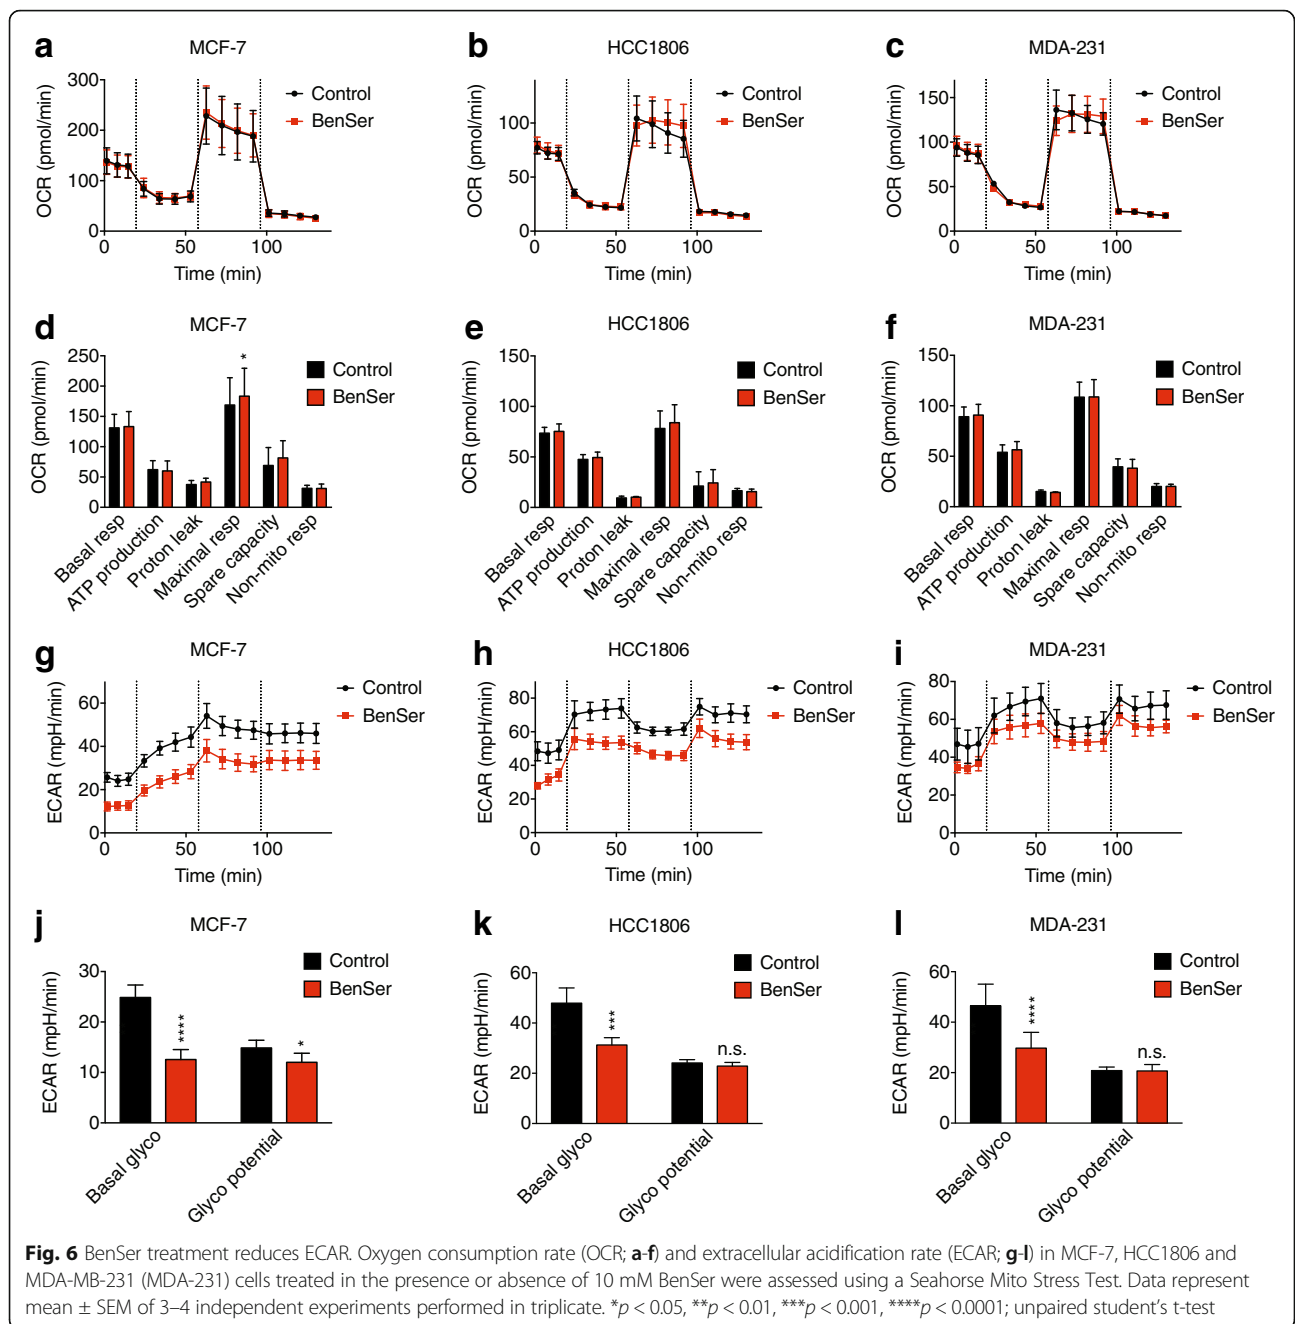 a
MCF-7
300
200
100
0
OCR (pmol/min)
0 50 100
Time (min)
Control
BenSer
b
HCC1806
100
50
0
OCR (pmol/min)
0 50 100
Time (min)
Control
BenSer
c
MDA-231
150
100
50
0
OCR (pmol/min)
0 50 100
Time (min)
Control
BenSer
d
MCF-7
250
200
150
100
50
0
OCR (pmol/min)
*
Control
BenSer
Basal resp
ATP production
Proton leak
Maximal resp
Spare capacity
Non-mito resp
e
HCC1806
150
100
50
0
OCR (pmol/min)
Control
BenSer
Basal resp
ATP production
Proton leak
Maximal resp
Spare capacity
Non-mito resp
f
MDA-231
150
100
50
0
OCR (pmol/min)
Control
BenSer
Basal resp
ATP production
Proton leak
Maximal resp
Spare capacity
Non-mito resp
g
MCF-7
60
40
20
0
ECAR (mpH/min)
0 50 100
Time (min)
Control
BenSer
h
HCC1806
80
60
40
20
0
ECAR (mpH/min)
0 50 100
Time (min)
Control
BenSer
i
MDA-231
80
60
40
20
0
ECAR (mpH/min)
0 50 100
Time (min)
Control
BenSer
j
MCF-7
30
20
10
0
ECAR (mpH/min)
****
*
Control
BenSer
Basal glyco
Glyco potential
k
HCC1806
60
40
20
0
ECAR (mpH/min)
***
n.s.
Control
BenSer
Basal glyco
Glyco potential
l
MDA-231
60
40
20
0
ECAR (mpH/min)
****
n.s.
Control
BenSer
Basal glyco
Glyco potential
Fig. 6 BenSer treatment reduces ECAR. Oxygen consumption rate (OCR; a-f) and extracellular acidification rate (ECAR; g-l) in MCF-7, HCC1806 and
MDA-MB-231 (MDA-231) cells treated in the presence or absence of 10 mM BenSer were assessed using a Seahorse Mito Stress Test. Data represent
mean ± SEM of 3–4 independent experiments performed in triplicate. *p < 0.05, **p < 0.01, ***p < 0.001, ****p < 0.0001; unpaired student's t-test